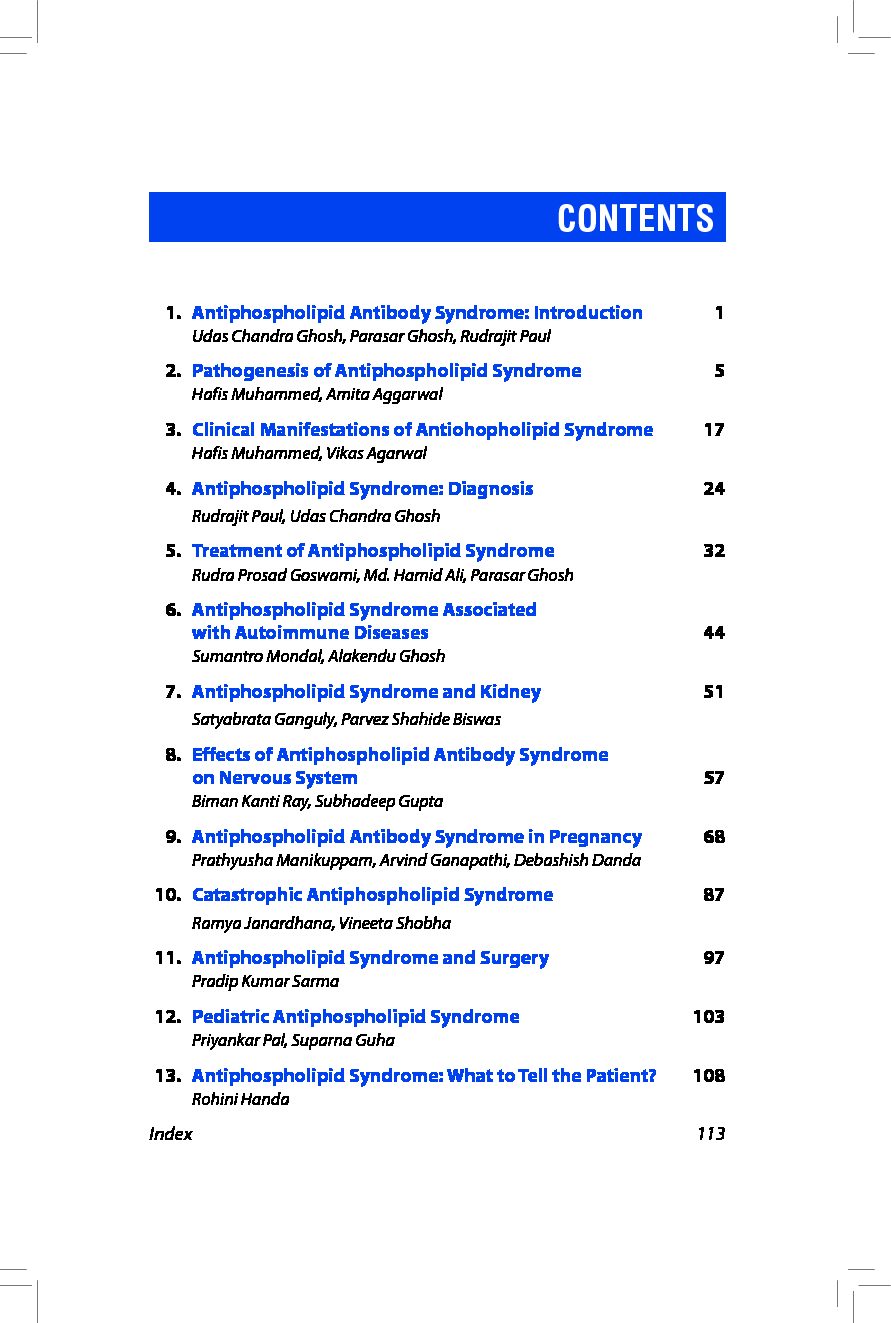 CONTENTS
1. Antiphospholipid Antibody Syndrome: Introduction 1
Udas Chandra Ghosh, Parasar Ghosh, Rudrajit Paul
2. Pathogenesis of Antiphospholipid Syndrome 5
Hafis Muhammed, Amita Aggarwal
3. Clinical Manifestations of Antiohopholipid Syndrome 17
Hafis Muhammed, Vikas Agarwal
4. Antiphospholipid Syndrome: Diagnosis 24
Rudrajit Paul, Udas Chandra Ghosh
5. Treatment of Antiphospholipid Syndrome 32
Rudra Prosad Goswami, Md. Hamid Ali, Parasar Ghosh
6. Antiphospholipid Syndrome Associated
with Autoimmune Diseases 44
Sumantro Mondal, Alakendu Ghosh
7. Antiphospholipid Syndrome and Kidney 51
Satyabrata Ganguly, Parvez Shahide Biswas
8. Effects of Antiphospholipid Antibody Syndrome
on Nervous System 57
Biman Kanti Ray, Subhadeep Gupta
9. Antiphospholipid Antibody Syndrome in Pregnancy 68
Prathyusha Manikuppam, Arvind Ganapathi, Debashish Danda
10. Catastrophic Antiphospholipid Syndrome 87
Ramya Janardhana, Vineeta Shobha
11. Antiphospholipid Syndrome and Surgery 97
Pradip Kumar Sarma
12. Pediatric Antiphospholipid Syndrome 103
Priyankar Pal, Suparna Guha
13. Antiphospholipid Syndrome: What to Tell the Patient? 108
Rohini Handa
Index 113